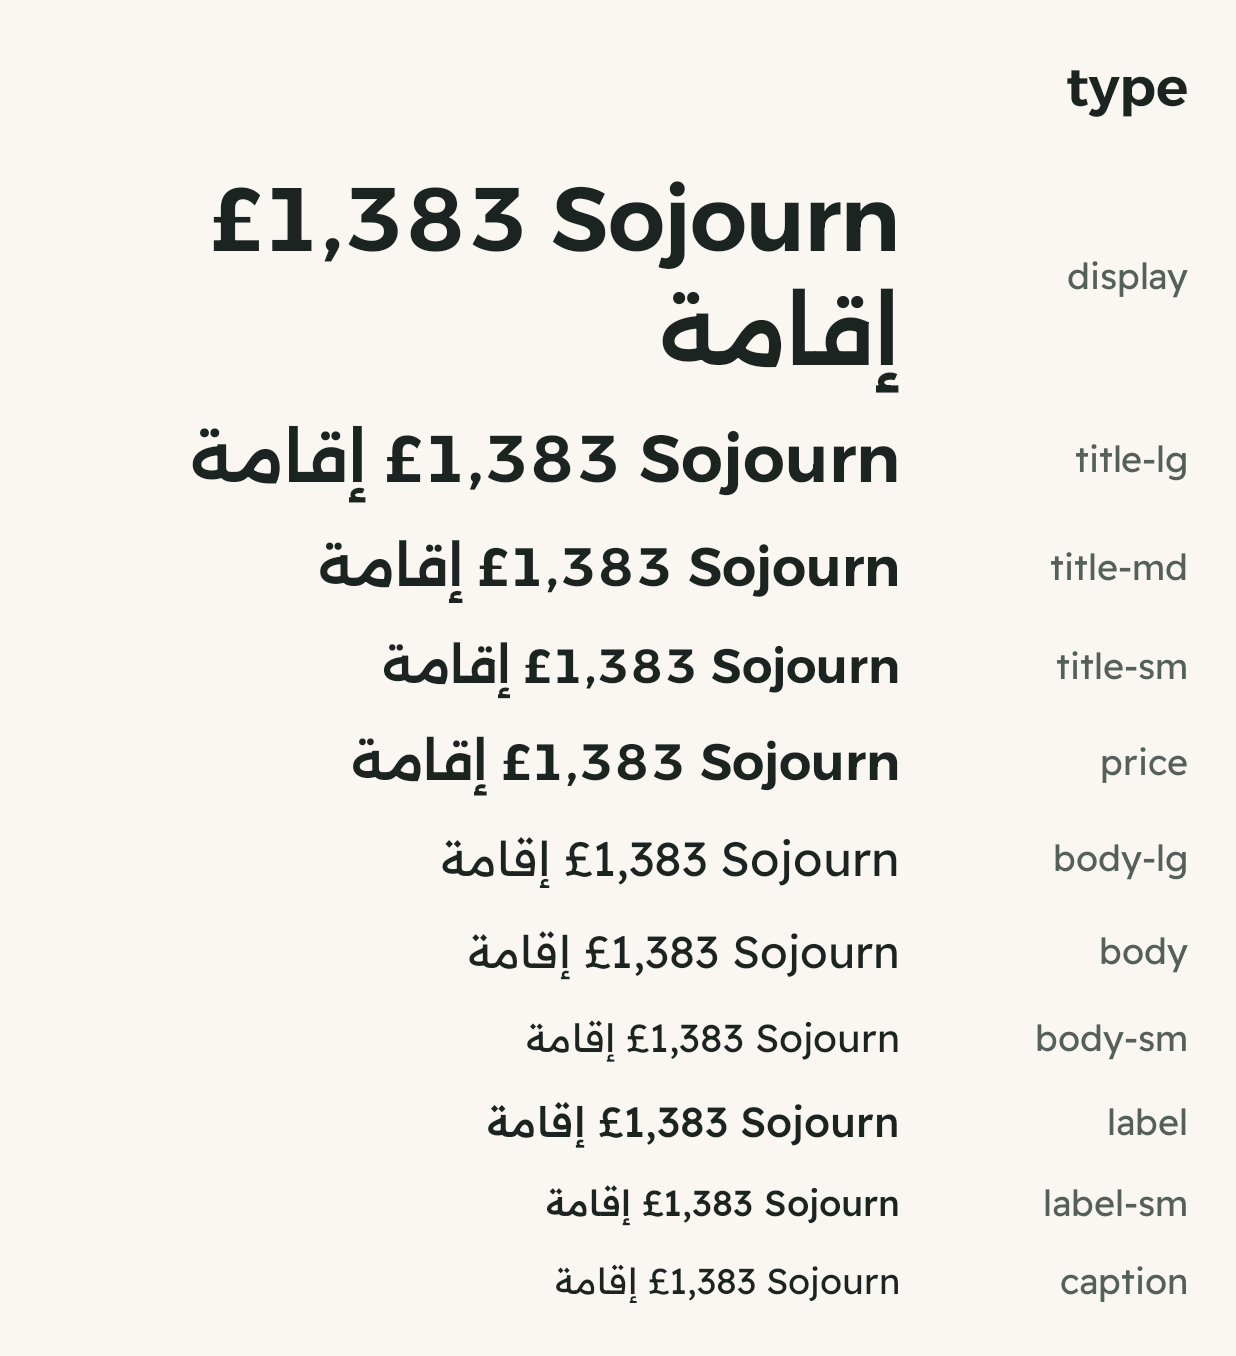 type
display
Sojourn £1,383
إقامة
title-lg Sojourn £1,383 إقامة
title-md Sojourn £1,383 إقامة
title-sm Sojourn £1,383 إقامة
price Sojourn £1,383 إقامة
body-lg Sojourn £1,383 إقامة
body Sojourn £1,383 إقامة
body-sm Sojourn £1,383 إقامة
label Sojourn £1,383 إقامة
label-sm Sojourn £1,383 إقامة
caption Sojourn £1,383 إقامة